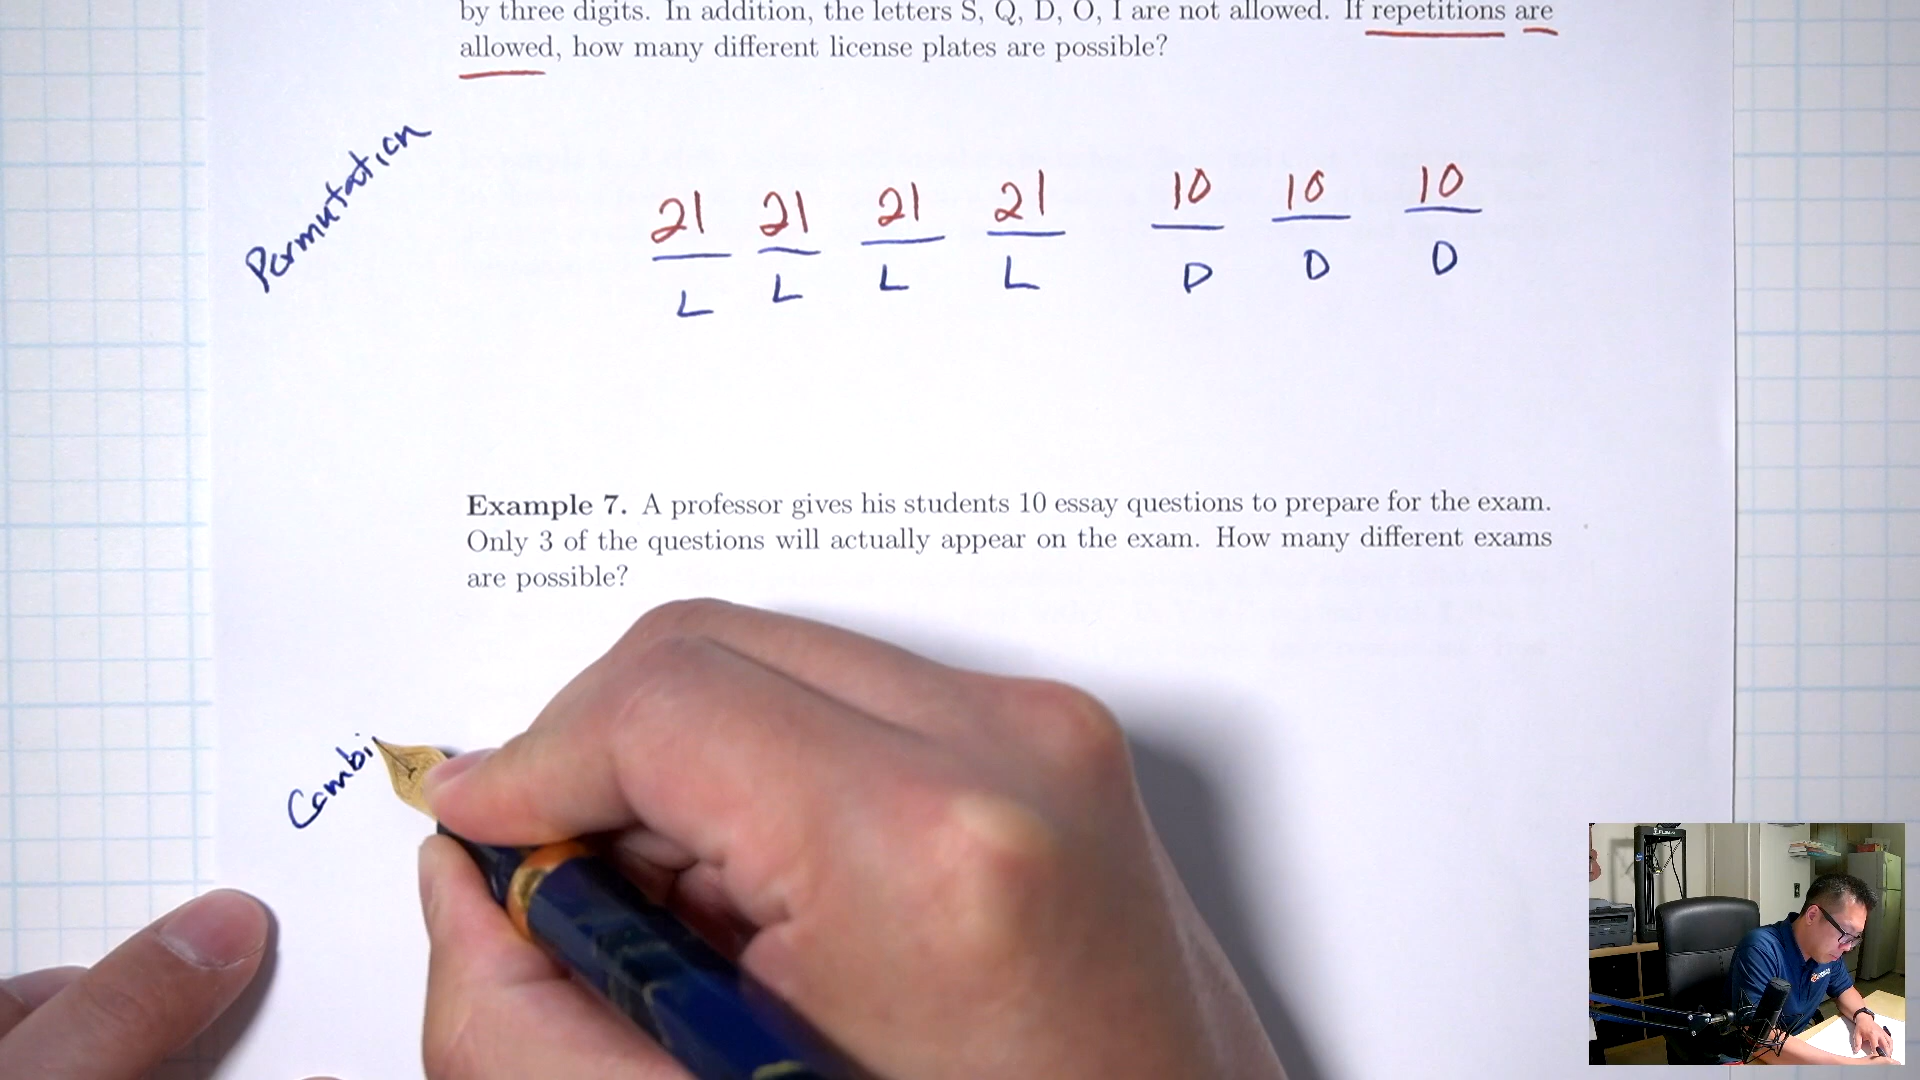 by three digits. In addition, the letters S, Q, D, O, I are not allowed. If repetitions are
allowed, how many different license plates are possible?
Permutation
21 21 21 21 10 10 10
L L L L D D D
Example 7. A professor gives his students 10 essay questions to prepare for the exam.
Only 3 of the questions will actually appear on the exam. How many different exams
are possible?
Combi